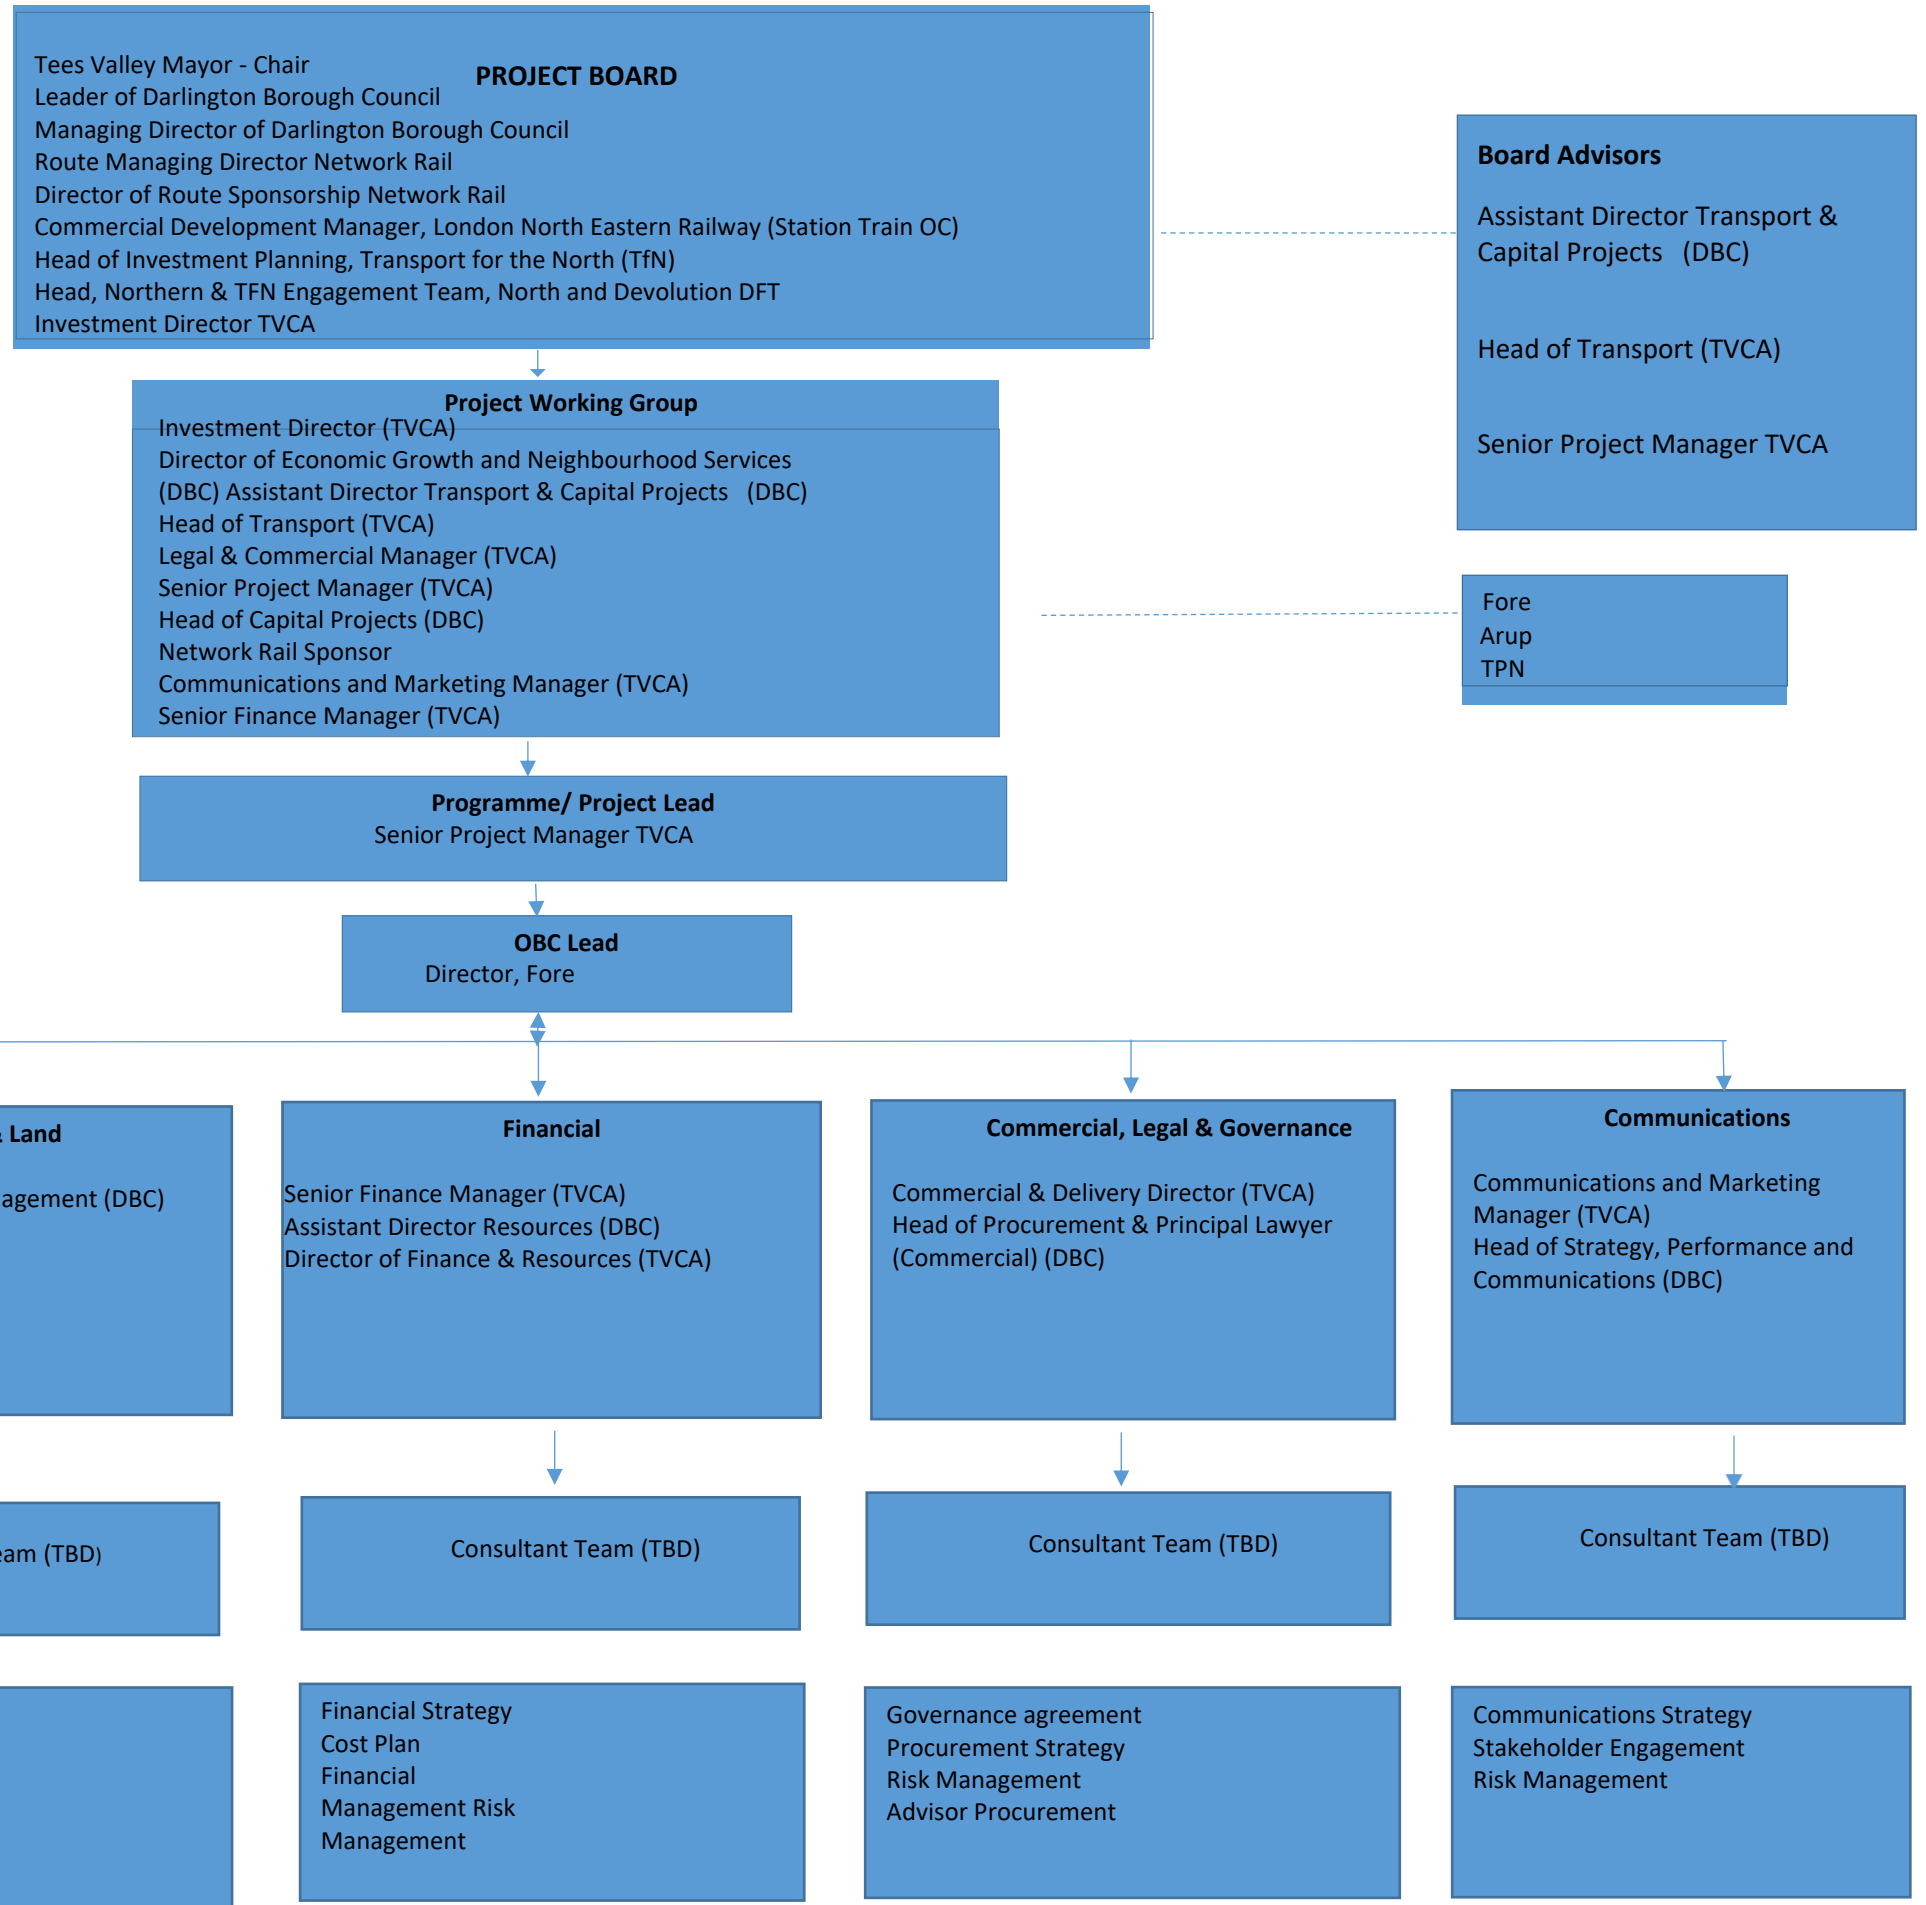 PROJECT BOARD
Tees Valley Mayor - Chair
Leader of Darlington Borough Council
Managing Director of Darlington Borough Council
Route Managing Director Network Rail
Director of Route Sponsorship Network Rail
Commercial Development Manager, London North Eastern Railway (Station Train OC)
Head of Investment Planning, Transport for the North (TfN)
Head, Northern & TFN Engagement Team, North and Devolution DFT
Investment Director TVCA
Board Advisors
Assistant Director Transport &
Capital Projects (DBC)
Head of Transport (TVCA)
Senior Project Manager TVCA
Project Working Group
Investment Director (TVCA)
Director of Economic Growth and Neighbourhood Services
(DBC) Assistant Director Transport & Capital Projects (DBC)
Head of Transport (TVCA)
Legal & Commercial Manager (TVCA)
Senior Project Manager (TVCA)
Head of Capital Projects (DBC)
Network Rail Sponsor
Communications and Marketing Manager (TVCA)
Senior Finance Manager (TVCA)
Fore
Arup
TPN
Programme/ Project Lead
Senior Project Manager TVCA
OBC Lead
Director, Fore
& Land
agement (DBC)
Financial
Senior Finance Manager (TVCA)
Assistant Director Resources (DBC)
Director of Finance & Resources (TVCA)
Commercial, Legal & Governance
Commercial & Delivery Director (TVCA)
Head of Procurement & Principal Lawyer
(Commercial) (DBC)
Communications
Communications and Marketing
Manager (TVCA)
Head of Strategy, Performance and
Communications (DBC)
eam (TBD)
Consultant Team (TBD)
Consultant Team (TBD)
Consultant Team (TBD)
Financial Strategy
Cost Plan
Financial
Management Risk
Management
Governance agreement
Procurement Strategy
Risk Management
Advisor Procurement
Communications Strategy
Stakeholder Engagement
Risk Management